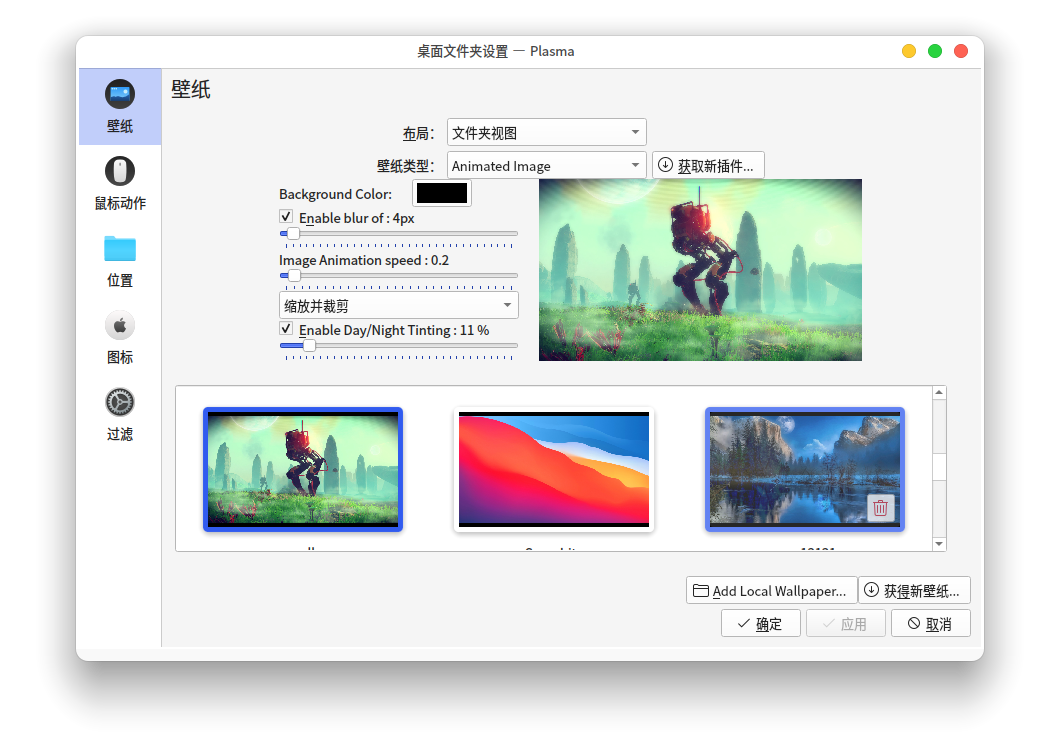 桌面文件夹设置 — Plasma
壁纸
鼠标动作
位置
图标
过滤
壁纸
布局：
文件夹视图
壁纸类型：
Animated Image
获取新插件...
Background Color:
Enable blur of : 4px
Image Animation speed : 0.2
缩放并裁剪
Enable Day/Night Tinting : 11 %
Add Local Wallpaper...
获得新壁纸...
确定
应用
取消